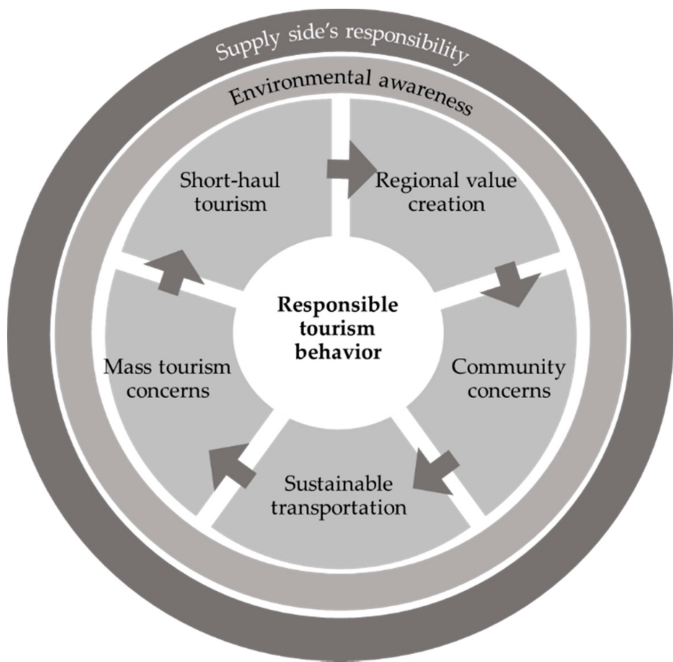 Supply side's responsibility
Environmental awareness
Short-haul
tourism
Regional value
creation
Responsible
tourism
behavior
Mass tourism
concerns
Community
concerns
Sustainable
transportation